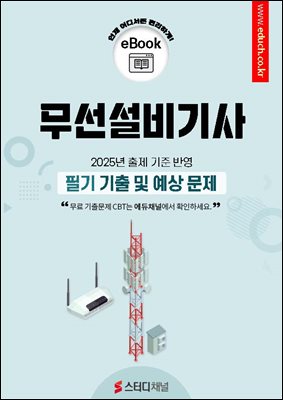 언제 어디서든 편리하게!
eBook
www.educh.co.kr
무선설비기사
2025년 출제 기준 반영
필기 기출 및 예상 문제
“ 무료 기출문제 CBT는 에듀채널에서 확인하세요. ”
스터디채널